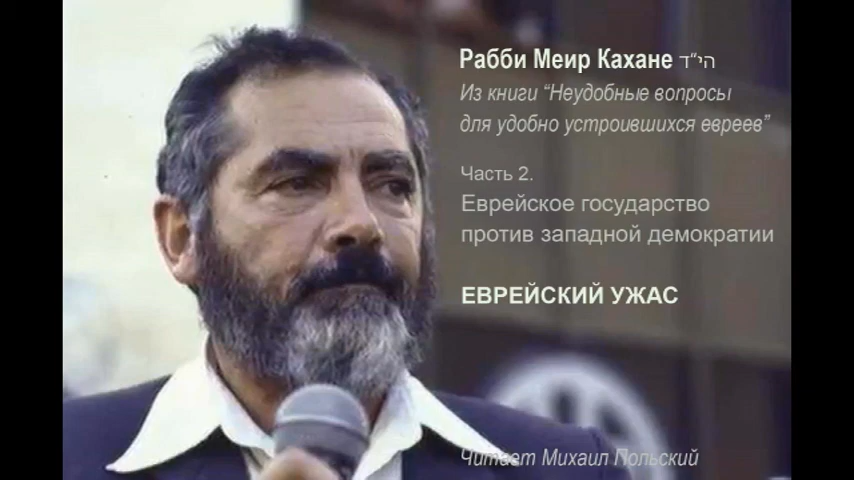 Рабби Меир Кахане הי״ד
Из книги “Неудобные вопросы
для удобно устроившихся евреев”
Часть 2.
Еврейское государство
против западной демократии
ЕВРЕЙСКИЙ УЖАС
Читает Михаил Польский